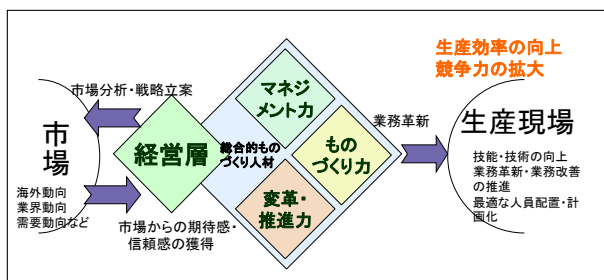 生産効率の向上
競争力の拡大
市場分析・戦略立案
マネジ
メント力
業務革新
市
場
経営層
総合的もの
づくり人材
もの
づくり力
生産現場
技能・技術の向上
業務革新・業務改善
の推進
最適な人員配置・計
画化
海外動向
業界動向
需要動向など
変革・
推進力
市場からの期待感・
信頼感の獲得